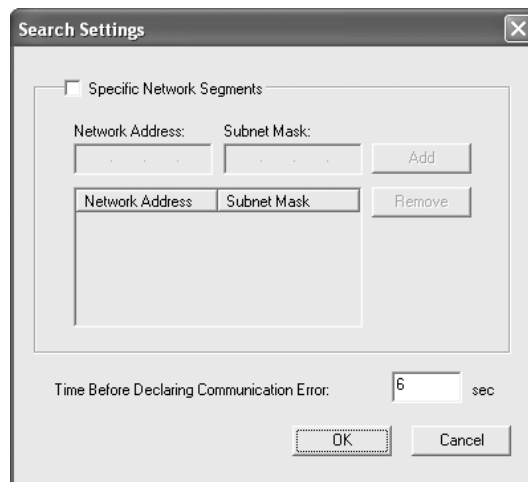 Search Settings
Specific Network Segments
Network Address: Subnet Mask:
. . . . . . Add
Network Address Subnet Mask Remove
Time Before Declaring Communication Error: 6 sec
OK Cancel